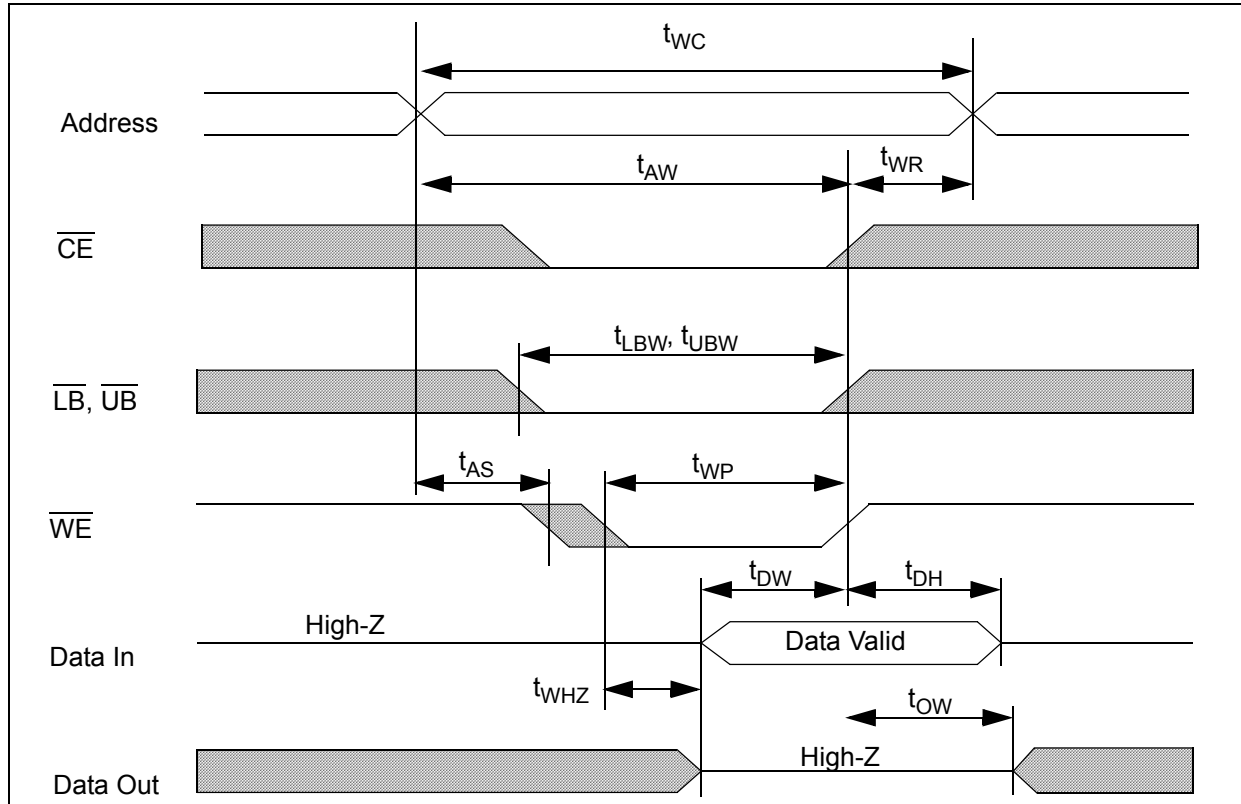 tWC
Address
tAW
tWR
CE
tLBW, tUBW
LB, UB
tAS
tWP
WE
tDW
tDH
High-Z
Data Valid
Data In
tWHZ
tOW
High-Z
Data Out